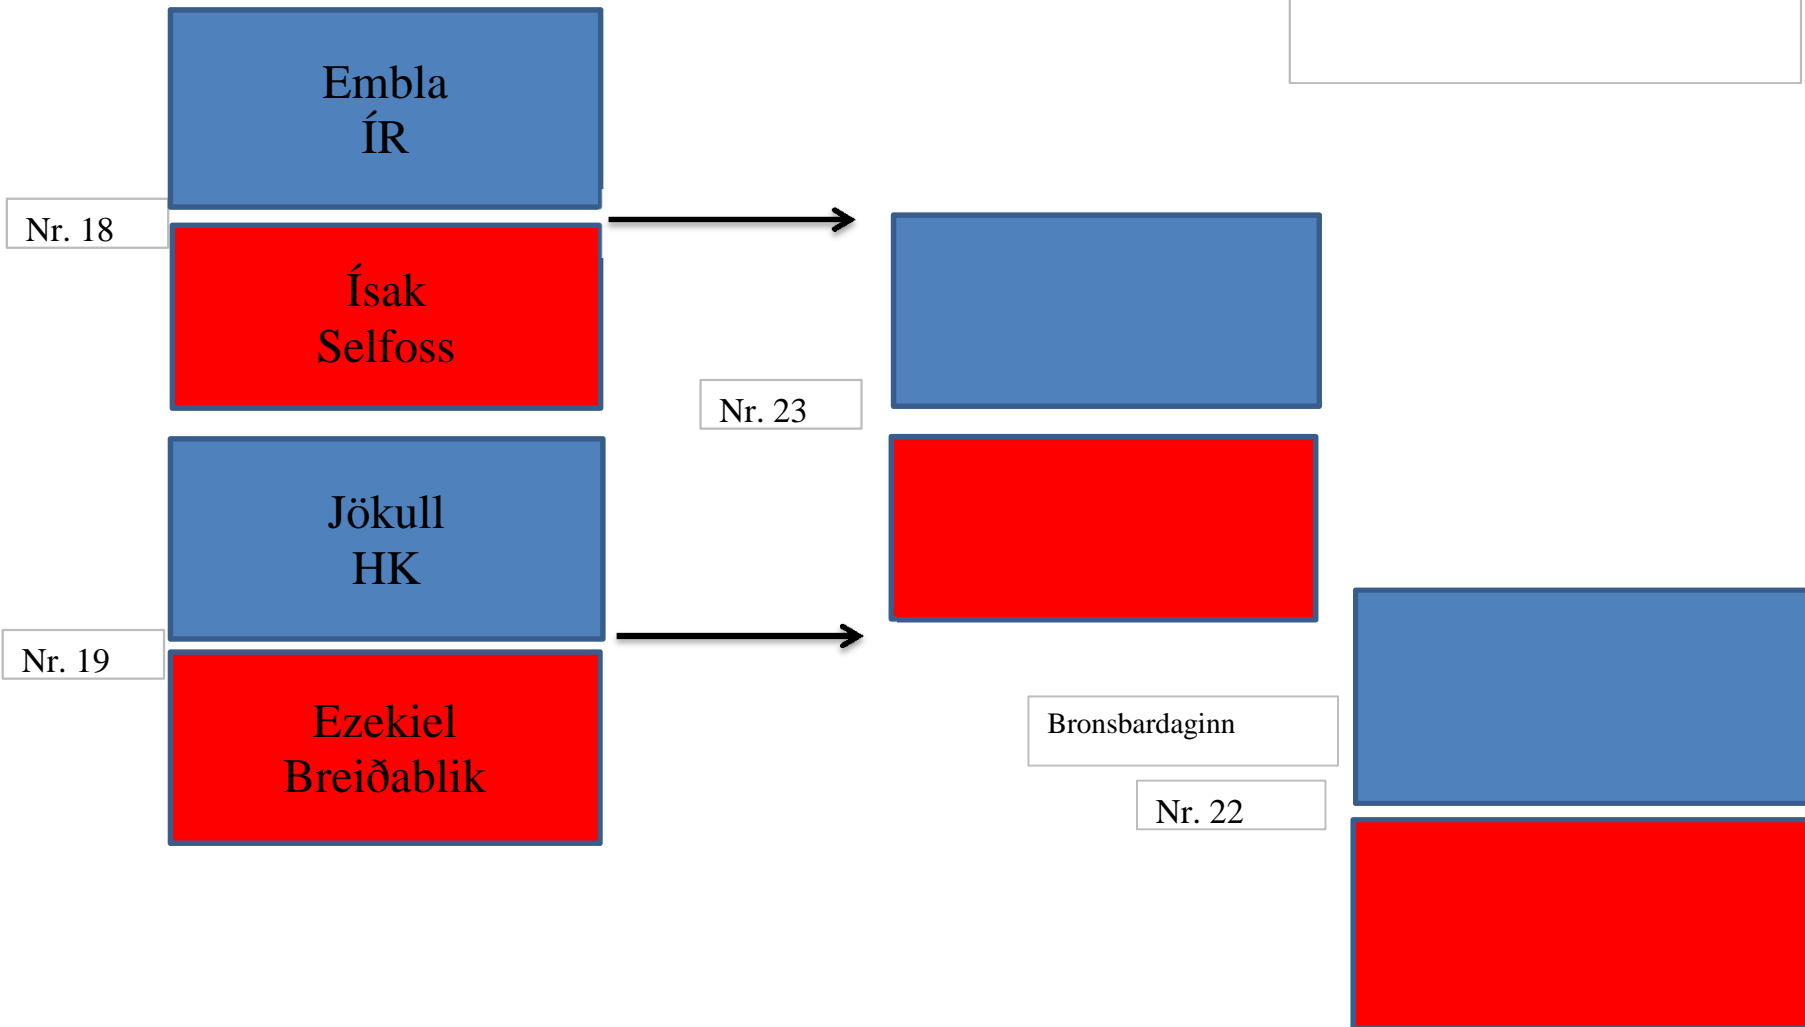 Embla
ÍR
Nr. 18
Ísak
Selfoss
Nr. 23
Jökull
HK
Nr. 19
Ezekiel
Breiðablik
Bronsbardaginn
Nr. 22